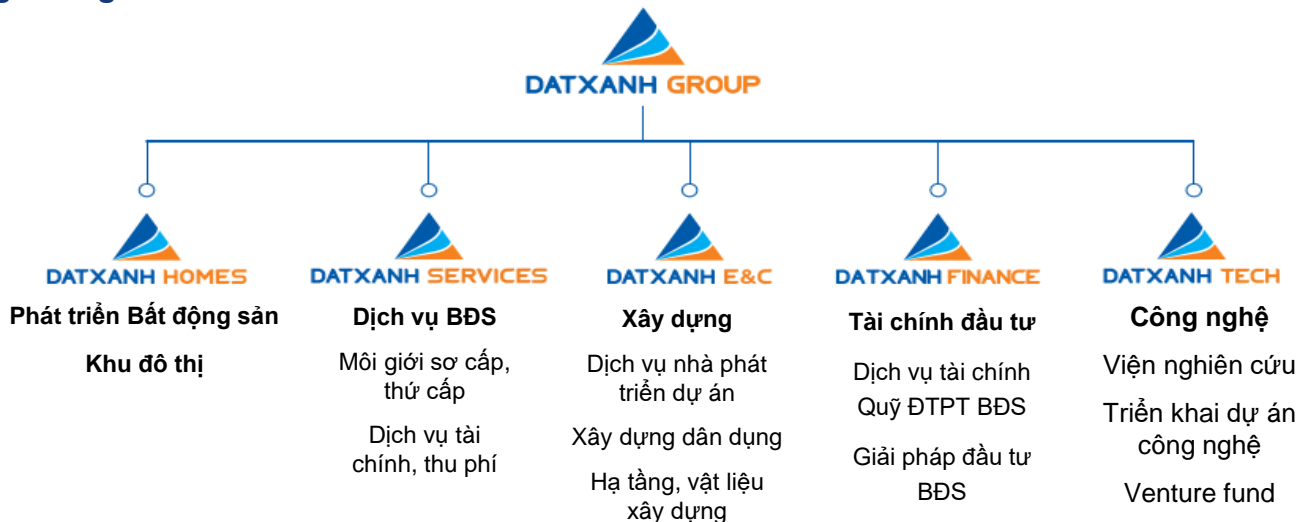 DATXANH GROUP
DATXANH HOMES
Phát triển Bất động sản
Khu đô thị
DATXANH SERVICES
Dịch vụ BĐS
Môi giới sơ cấp,
thứ cấp
Dịch vụ tài
chính, thu phí
DATXANH E&C
Xây dựng
Dịch vụ nhà phát
triển dự án
Xây dựng dân dụng
Hạ tầng, vật liệu
xây dựng
DATXANH FINANCE
Tài chính đầu tư
Dịch vụ tài chính
Quỹ ĐTPT BĐS
Giải pháp đầu tư
BĐS
DATXANH TECH
Công nghệ
Viện nghiên cứu
Triển khai dự án
công nghệ
Venture fund